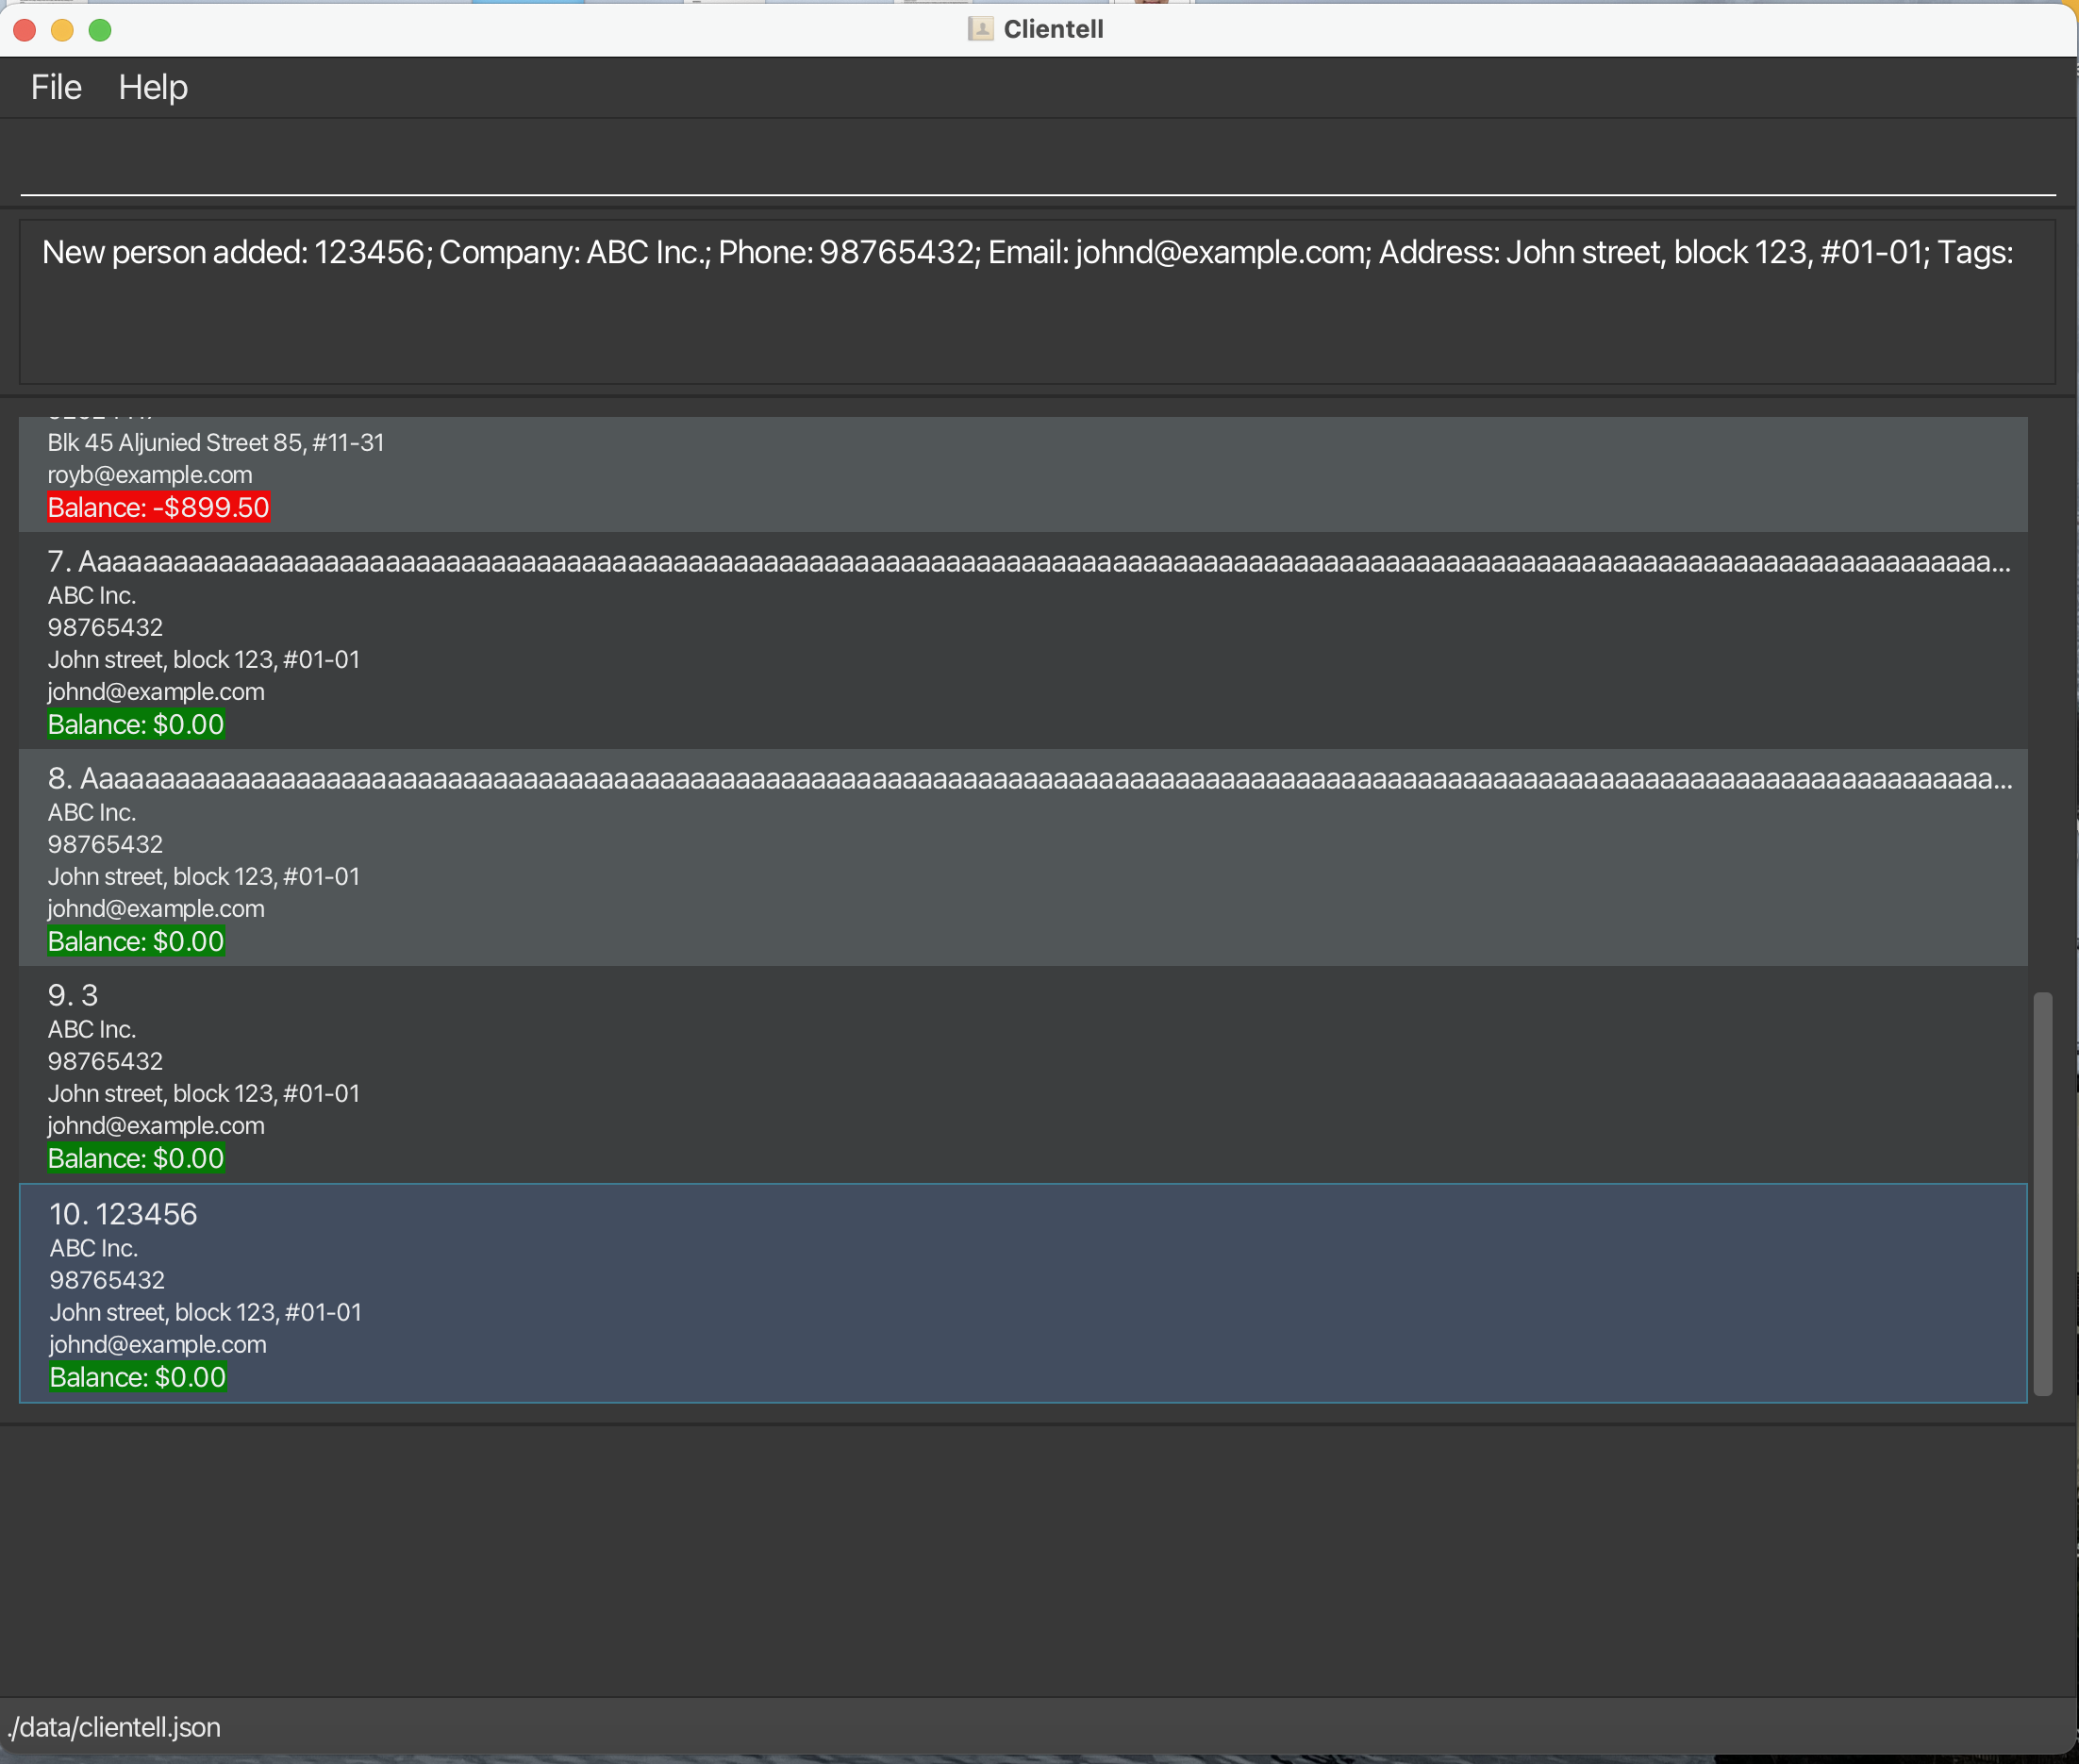 Clientell
File Help
New person added: 123456; Company: ABC Inc.; Phone: 98765432; Email: johnd@example.com; Address: John street, block 123, #01-01; Tags:
Blk 45 Aljunied Street 85, #11-31
royb@example.com
Balance: -$899.50
7. Aaaaaaaaaaaaaaaaaaaaaaaaaaaaaaaaaaaaaaaaaaaaaaaaaaaaaaaaaaaaaaaaaaaaaaaaaaaaaaaaaaaaaaaaaaaaaaaaaaaaaaaaaaaaaaaaaaaaaaaaaaaaa...
ABC Inc.
98765432
John street, block 123, #01-01
johnd@example.com
Balance: $0.00
8. Aaaaaaaaaaaaaaaaaaaaaaaaaaaaaaaaaaaaaaaaaaaaaaaaaaaaaaaaaaaaaaaaaaaaaaaaaaaaaaaaaaaaaaaaaaaaaaaaaaaaaaaaaaaaaaaaaaaaaaaaaaaaa...
ABC Inc.
98765432
John street, block 123, #01-01
johnd@example.com
Balance: $0.00
9. 3
ABC Inc.
98765432
John street, block 123, #01-01
johnd@example.com
Balance: $0.00
10. 123456
ABC Inc.
98765432
John street, block 123, #01-01
johnd@example.com
Balance: $0.00
./data/clientell.json